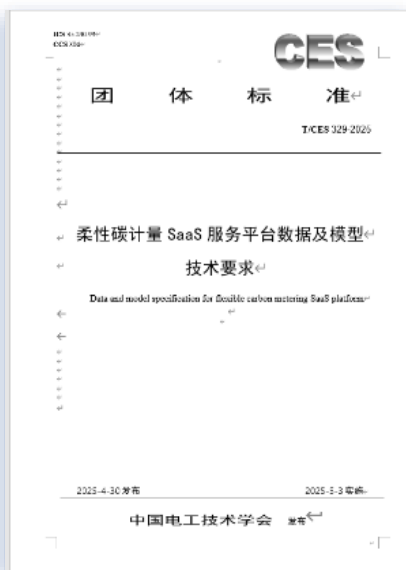 CES
团 体 标 准
T/CES 329-2025
柔性碳计量 SaaS 服务平台数据及模型
技术要求
Data and model specification for flexible carbon metering SaaS platform
2025-4-30 发布
2025-5-3 实施
中国电工技术学会 发布